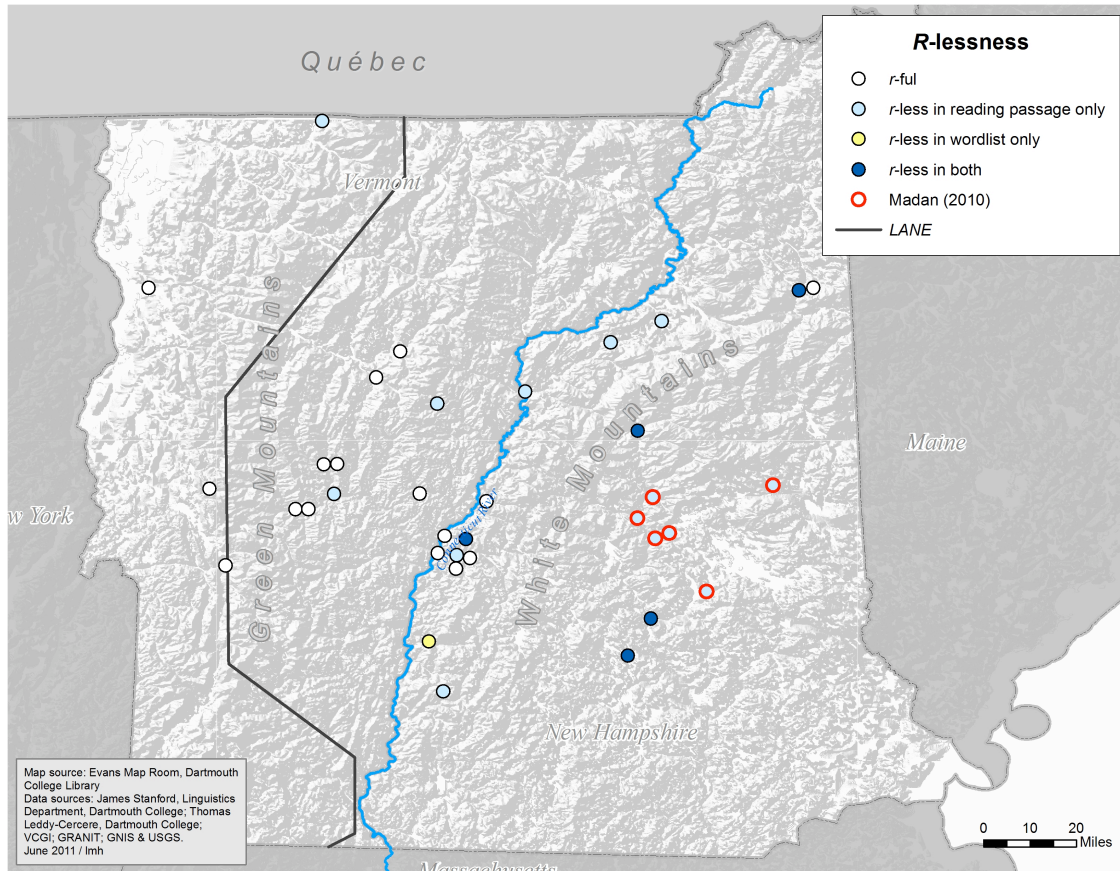 Québec
R-lessness
r-ful
r-less in reading passage only
r-less in wordlist only
r-less in both
Madan (2010)
LANE
Vermont
Green Mountains
White Mountains
Maine
w York
Connecticut River
New Hampshire
Map source: Evans Map Room, Dartmouth
College Library
Data sources: James Stanford, Linguistics
Department, Dartmouth College; Thomas
Leddy-Cercere, Dartmouth College;
VCGI; GRANIT; GNIS & USGS.
June 2011 / lmh
0 10 20
Miles
Massachusetts